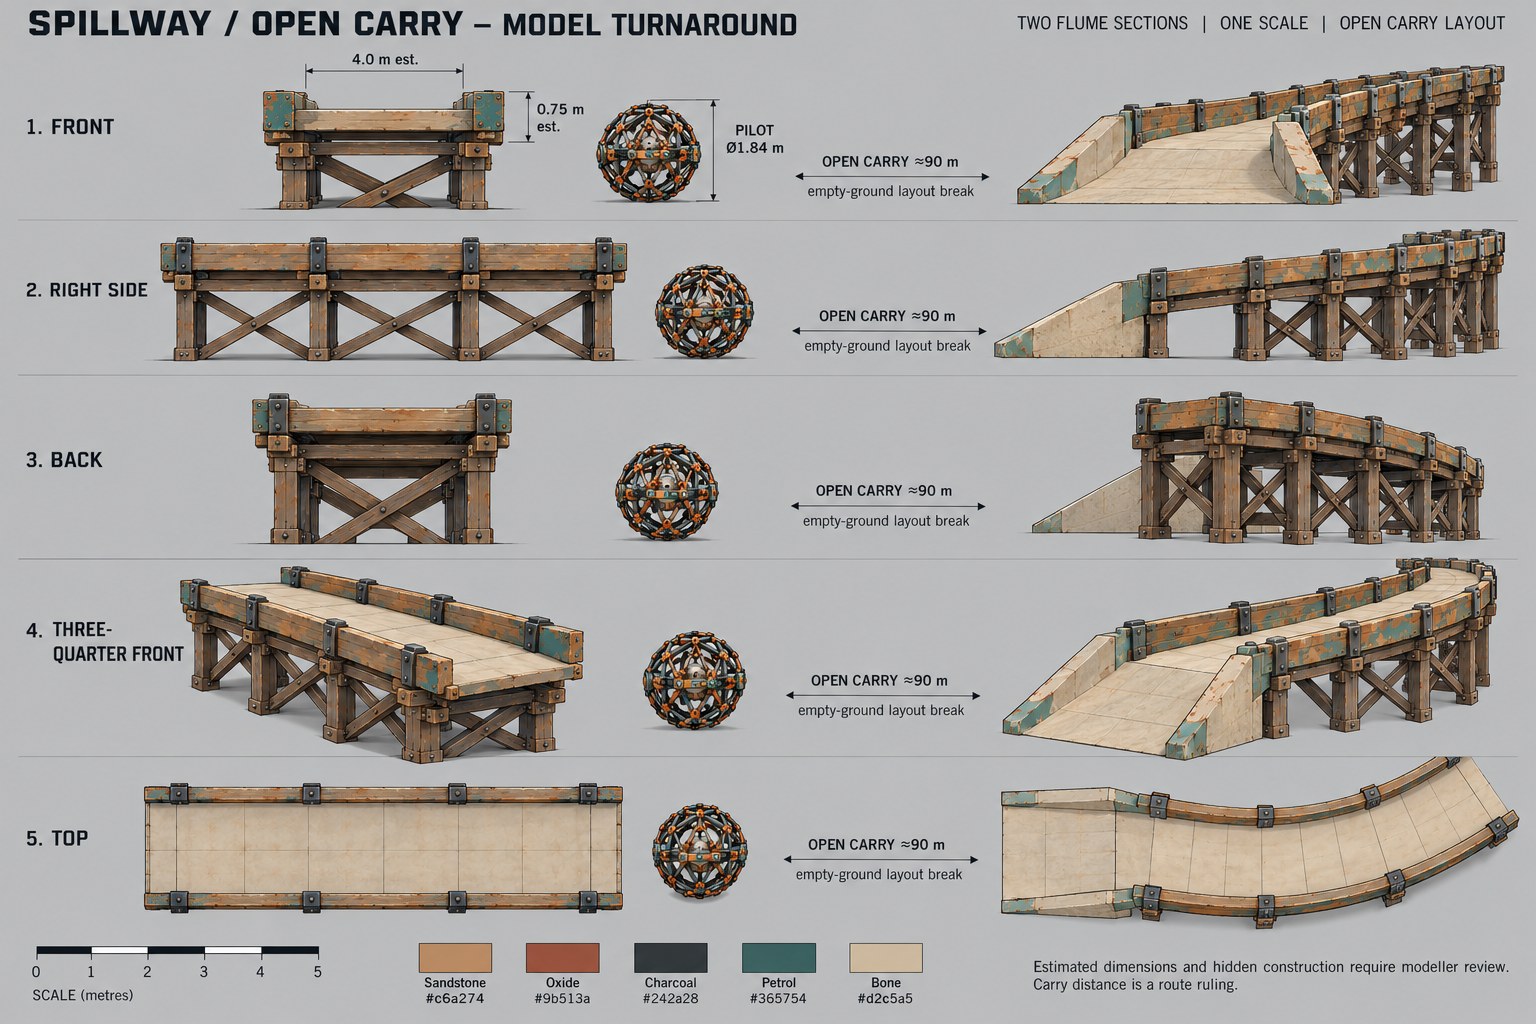 SPILLWAY / OPEN CARRY – MODEL TURNAROUND
TWO FLUME SECTIONS | ONE SCALE | OPEN CARRY LAYOUT
4.0 m est.
0.75 m
est.
1. FRONT
PILOT
Ø1.84 m
OPEN CARRY ≈90 m
empty-ground layout break
2. RIGHT SIDE
OPEN CARRY ≈90 m
empty-ground layout break
3. BACK
OPEN CARRY ≈90 m
empty-ground layout break
4. THREE-
QUARTER FRONT
OPEN CARRY ≈90 m
empty-ground layout break
5. TOP
OPEN CARRY ≈90 m
empty-ground layout break
0 1 2 3 4 5
SCALE (metres)
Sandstone
#c6a274
Oxide
#9b513a
Charcoal
#242a28
Petrol
#365754
Bone
#d2c5a5
Estimated dimensions and hidden construction require modeller review.
Carry distance is a route ruling.